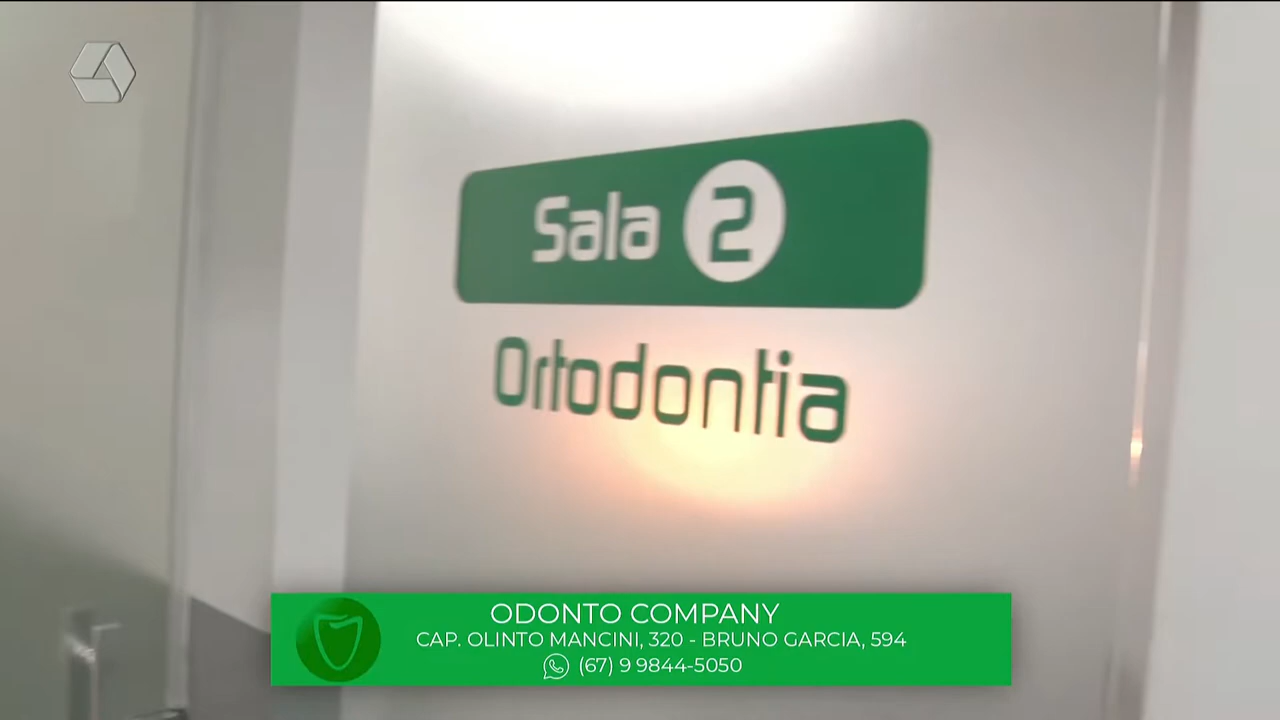 Sala 2
Ortodontia
ODONTO COMPANY
CAP. OLINTO MANCINI, 320 - BRUNO GARCIA, 594
(67) 9 9844-5050